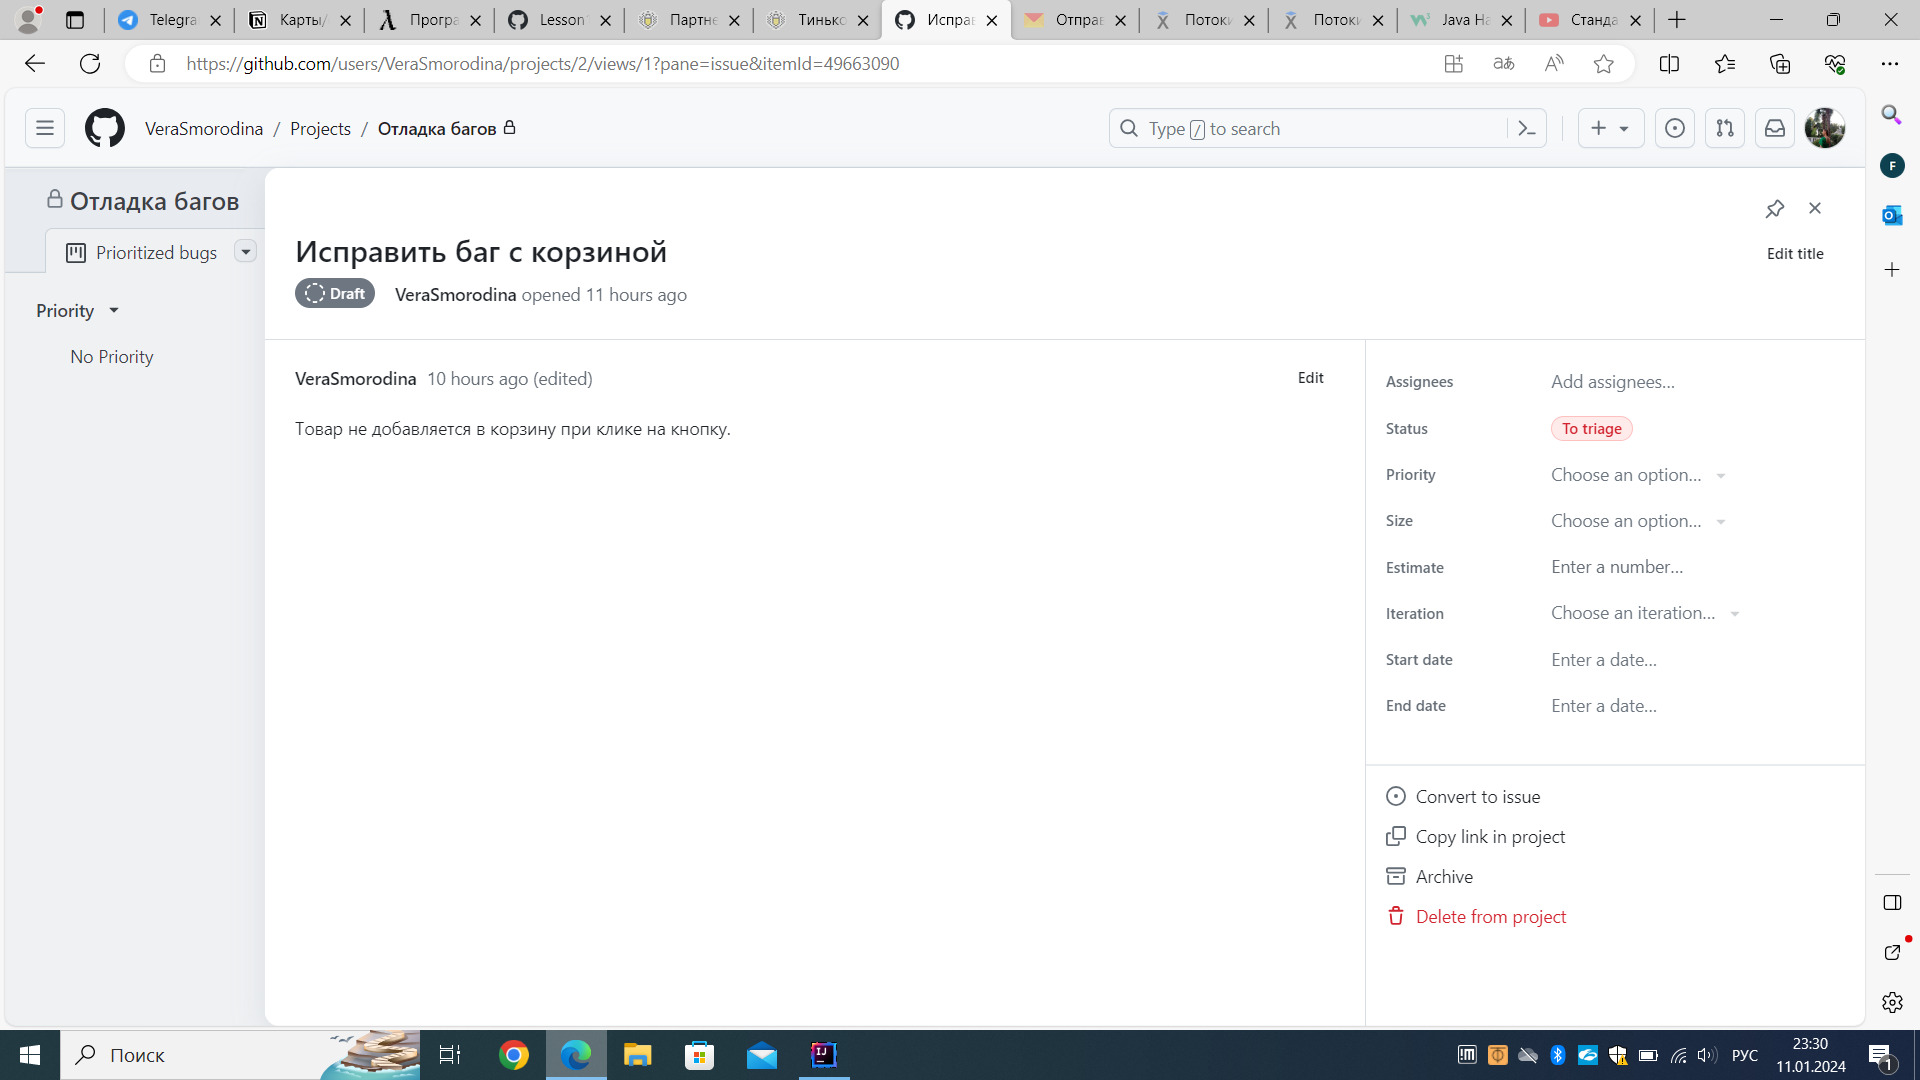 Telegra
Карты/
Програ
Lesson
Партне
Тинько
Исправ
Отправ
Потоки
Потоки
Java Ha
Станда
https://github.com/users/VeraSmorodina/projects/2/views/1?pane=issue&itemId=49663090
VeraSmorodina / Projects / Отладка багов
Type / to search
Отладка багов
Prioritized bugs
Priority
No Priority
Исправить баг с корзиной
Edit title
Draft
VeraSmorodina opened 11 hours ago
VeraSmorodina 10 hours ago (edited)
Edit
Товар не добавляется в корзину при клике на кнопку.
Assignees Add assignees...
Status To triage
Priority Choose an option...
Size Choose an option...
Estimate Enter a number...
Iteration Choose an iteration...
Start date Enter a date...
End date Enter a date...
Convert to issue
Copy link in project
Archive
Delete from project
F
Поиск
РУС
23:30
11.01.2024
1